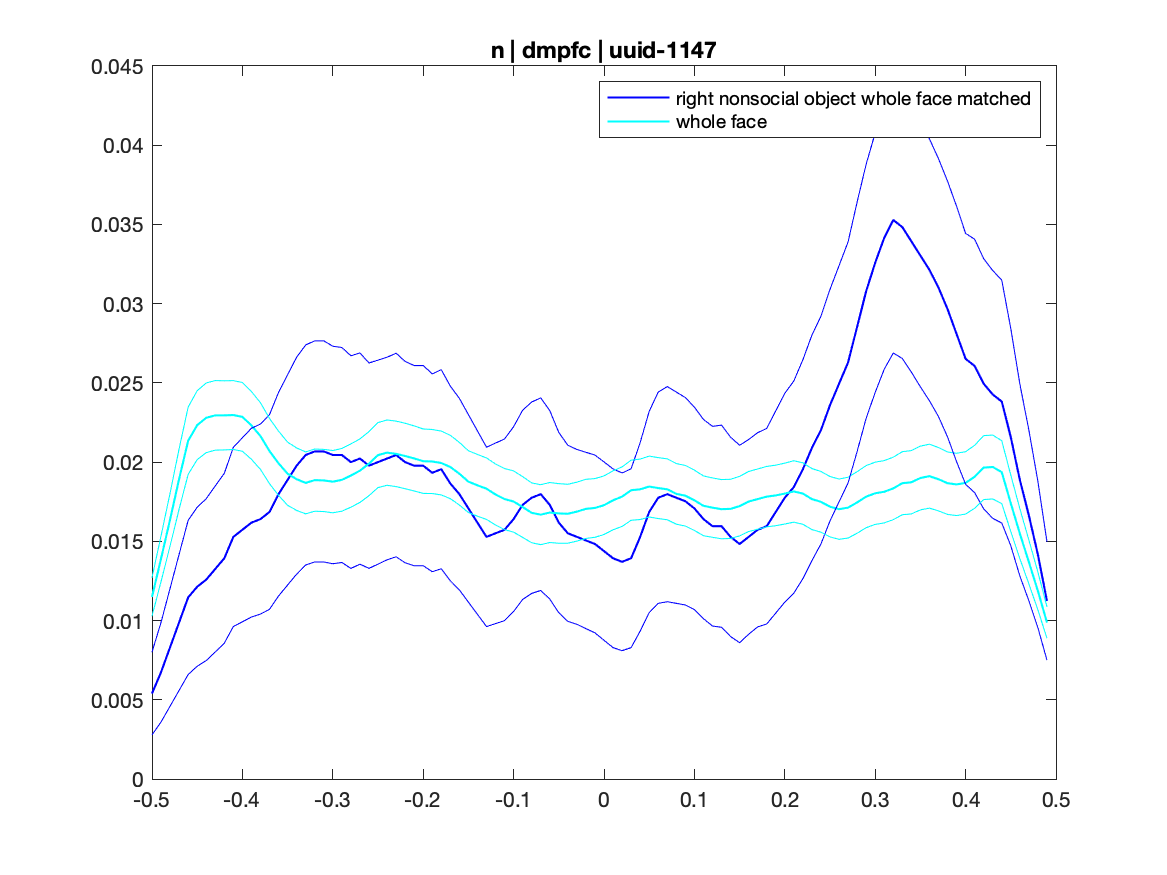 n | dmpfc | uuid-1147
right nonsocial object whole face matched
whole face
0.045
0.04
0.035
0.03
0.025
0.02
0.015
0.01
0.005
0
-0.5 -0.4 -0.3 -0.2 -0.1 0 0.1 0.2 0.3 0.4 0.5